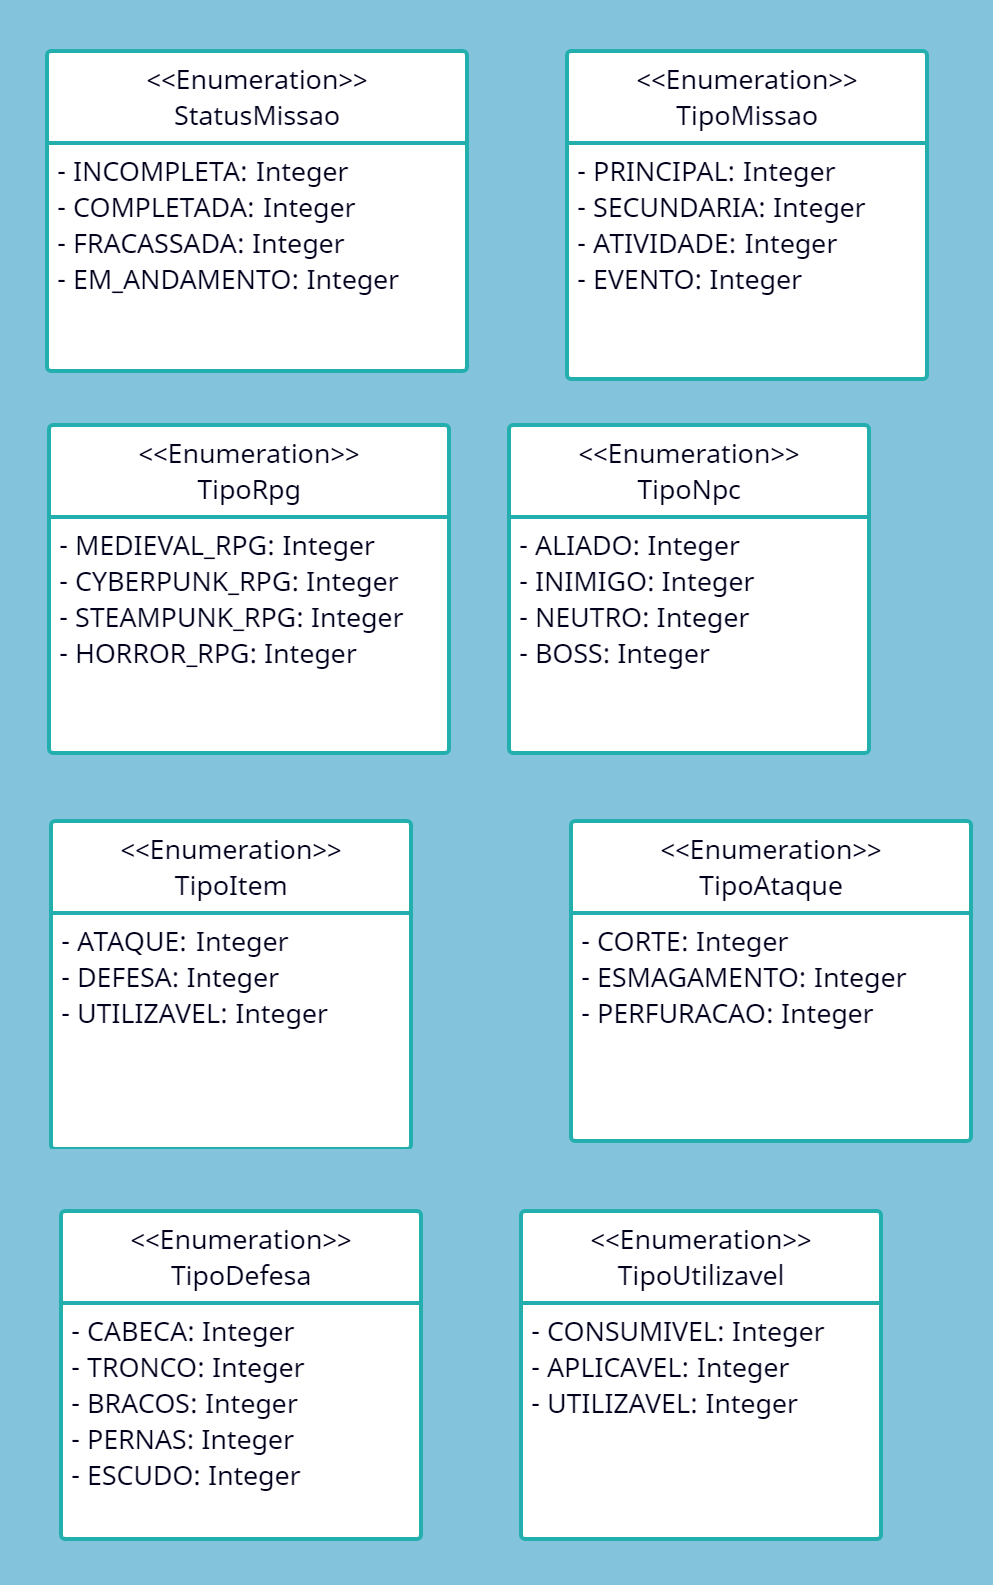 <<Enumeration>>
StatusMissao
- INCOMPLETA: Integer
- COMPLETADA: Integer
- FRACASSADA: Integer
- EM_ANDAMENTO: Integer
<<Enumeration>>
TipoMissao
- PRINCIPAL: Integer
- SECUNDARIA: Integer
- ATIVIDADE: Integer
- EVENTO: Integer
<<Enumeration>>
TipoRpg
- MEDIEVAL_RPG: Integer
- CYBERPUNK_RPG: Integer
- STEAMPUNK_RPG: Integer
- HORROR_RPG: Integer
<<Enumeration>>
TipoNpc
- ALIADO: Integer
- INIMIGO: Integer
- NEUTRO: Integer
- BOSS: Integer
<<Enumeration>>
TipoItem
- ATAQUE: Integer
- DEFESA: Integer
- UTILIZAVEL: Integer
<<Enumeration>>
TipoAtaque
- CORTE: Integer
- ESMAGAMENTO: Integer
- PERFURACAO: Integer
<<Enumeration>>
TipoDefesa
- CABECA: Integer
- TRONCO: Integer
- BRACOS: Integer
- PERNAS: Integer
- ESCUDO: Integer
<<Enumeration>>
TipoUtilizavel
- CONSUMIVEL: Integer
- APLICAVEL: Integer
- UTILIZAVEL: Integer